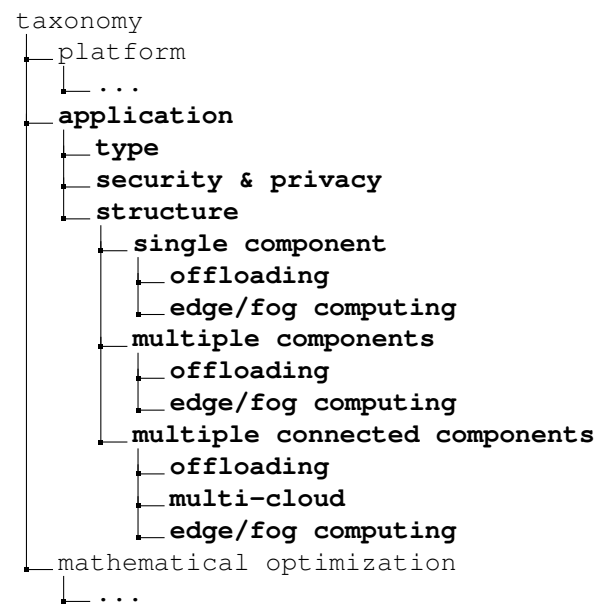 taxonomy
platform
...
application
type
security & privacy
structure
single component
offloading
edge/fog computing
multiple components
offloading
edge/fog computing
multiple connected components
offloading
multi-cloud
edge/fog computing
mathematical optimization
...